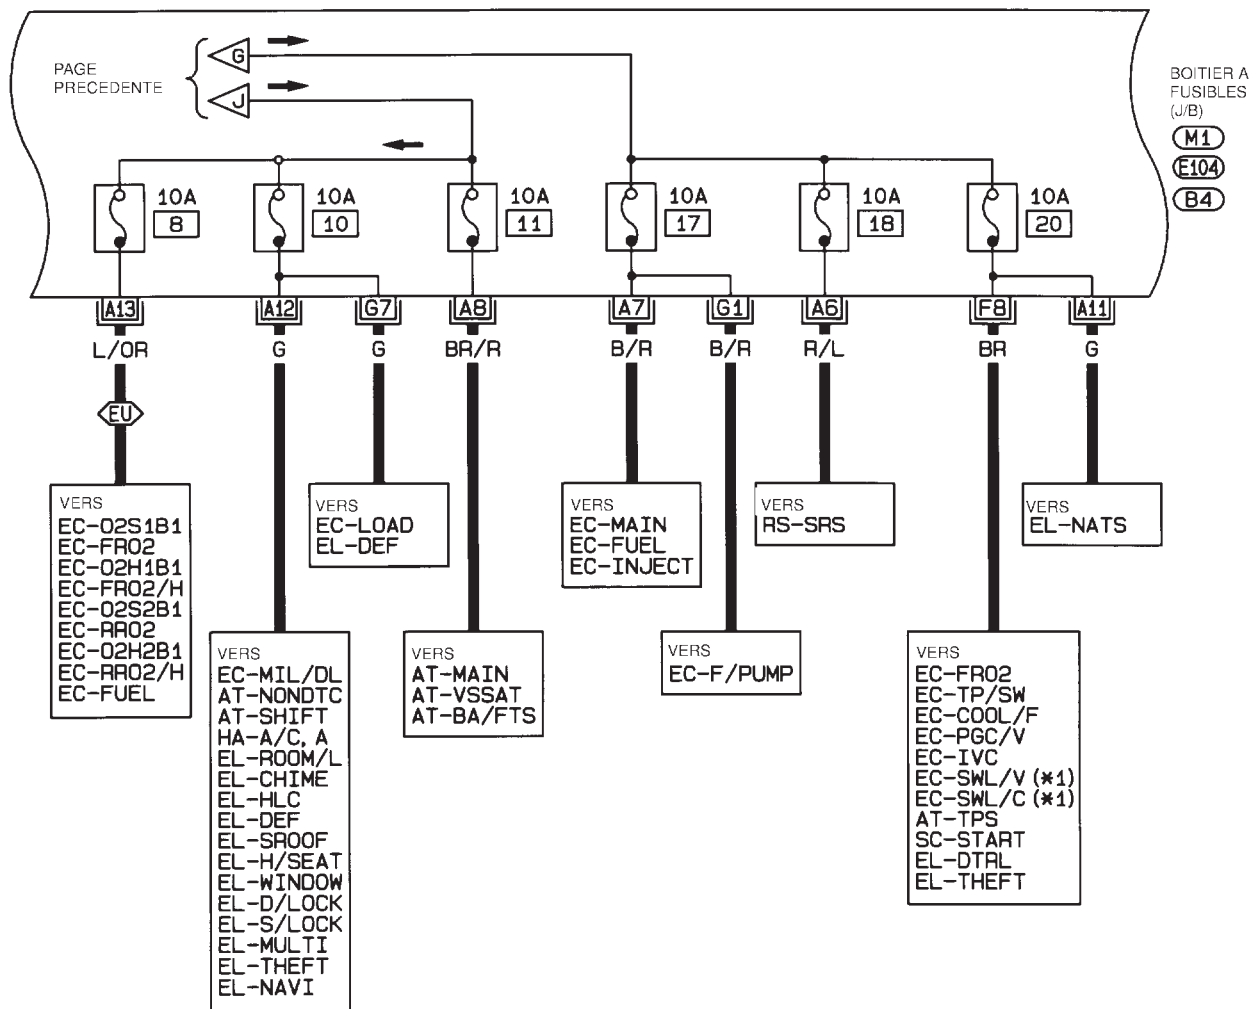 PAGE
PRECEDENTE
G
J
BOITIER A
FUSIBLES
(J/B)
M1
E104
B4
10A
8
10A
10
10A
11
10A
17
10A
18
10A
20
A13
A12
G7
A8
A7
G1
A6
F8
A11
L/OR
G
G
BR/R
B/R
B/R
R/L
BR
G
EU
VERS
EC-O2S1B1
EC-FRO2
EC-O2H1B1
EC-FRO2/H
EC-O2S2B1
EC-RRO2
EC-O2H2B1
EC-RRO2/H
EC-FUEL
VERS
EC-MIL/DL
AT-NONDTC
AT-SHIFT
HA-A/C, A
EL-ROOM/L
EL-CHIME
EL-HLC
EL-DEF
EL-SROOF
EL-H/SEAT
EL-WINDOW
EL-D/LOCK
EL-S/LOCK
EL-MULTI
EL-THEFT
EL-NAVI
VERS
EC-LOAD
EL-DEF
VERS
AT-MAIN
AT-VSSAT
AT-BA/FTS
VERS
EC-MAIN
EC-FUEL
EC-INJECT
VERS
EC-F/PUMP
VERS
RS-SRS
VERS
EC-FRO2
EC-TP/SW
EC-COOL/F
EC-PGC/V
EC-IVC
EC-SWL/V (*1)
EC-SWL/C (*1)
AT-TPS
SC-START
EL-DTRL
EL-THEFT
VERS
EL-NATS